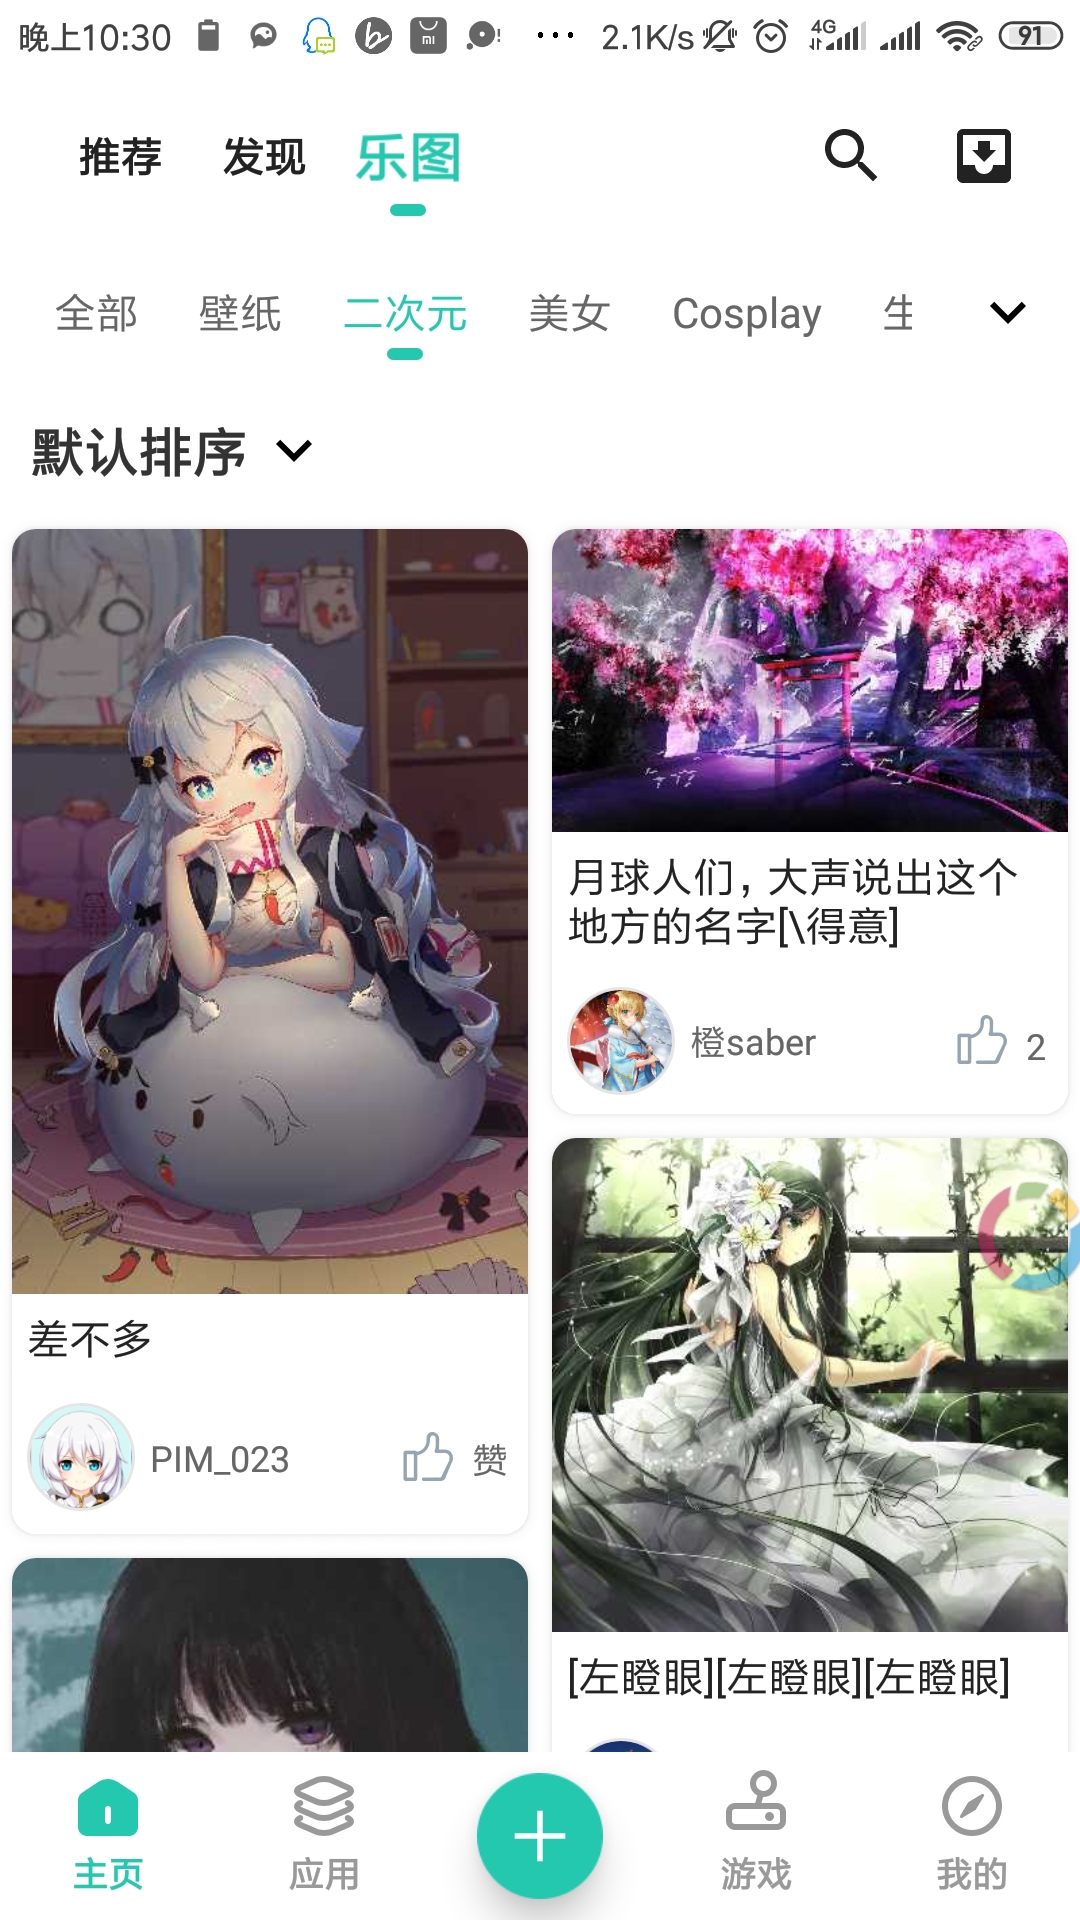 晚上10:30 ... 2.1K/s 4G 91
推荐 发现 乐图
全部 壁纸 二次元 美女 Cosplay
默认排序
差不多
PIM_023 赞
月球人们，大声说出这个
地方的名字[\得意]
橙saber 2
[左瞪眼][左瞪眼][左瞪眼]
主页 应用 游戏 我的